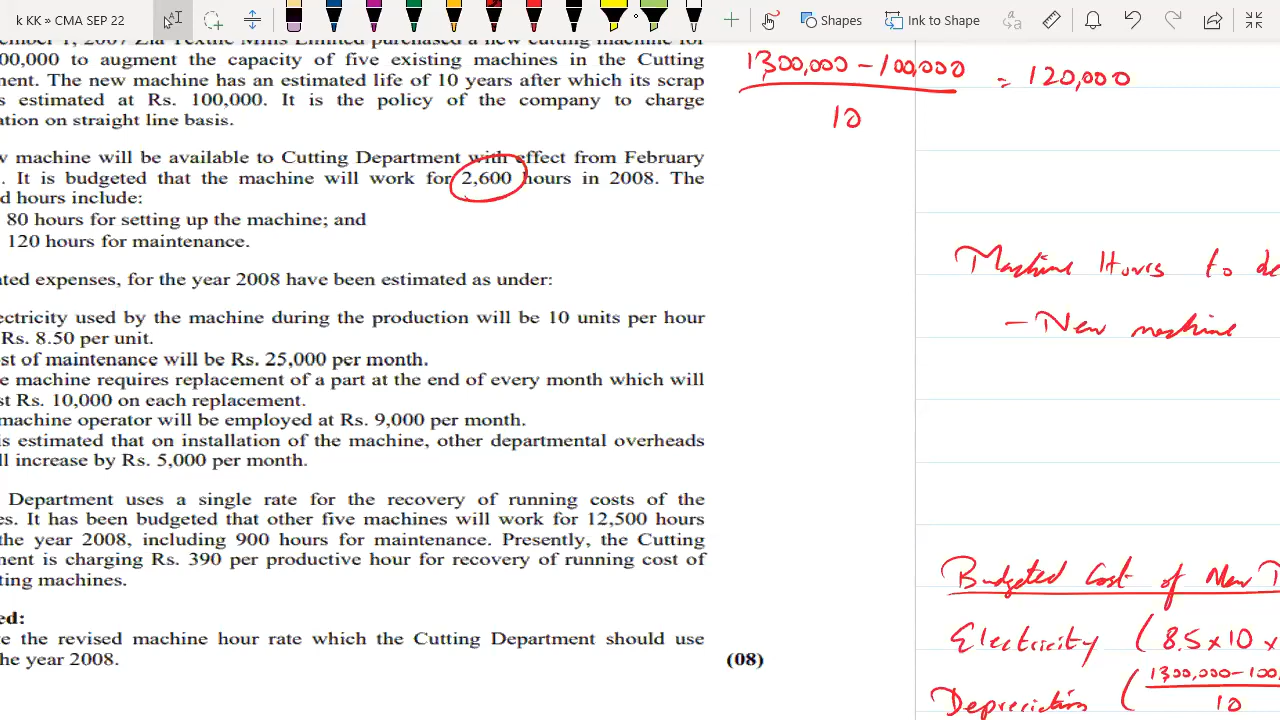 k KK » CMA SEP 22
Shapes
Ink to Shape
cember 1, 2007 Zia Textile Mills Limited purchased a new cutting machine for
00,000 to augment the capacity of five existing machines in the Cutting
ment. The new machine has an estimated life of 10 years after which its scrap
s estimated at Rs. 100,000. It is the policy of the company to charge
ation on straight line basis.
w machine will be available to Cutting Department with effect from February
. It is budgeted that the machine will work for 2,600 hours in 2008. The
d hours include:
80 hours for setting up the machine; and
120 hours for maintenance.
ated expenses, for the year 2008 have been estimated as under:
ectricity used by the machine during the production will be 10 units per hour
Rs. 8.50 per unit.
ost of maintenance will be Rs. 25,000 per month.
e machine requires replacement of a part at the end of every month which will
st Rs. 10,000 on each replacement.
machine operator will be employed at Rs. 9,000 per month.
is estimated that on installation of the machine, other departmental overheads
ll increase by Rs. 5,000 per month.
Department uses a single rate for the recovery of running costs of the
es. It has been budgeted that other five machines will work for 12,500 hours
the year 2008, including 900 hours for maintenance. Presently, the Cutting
ment is charging Rs. 390 per productive hour for recovery of running cost of
tting machines.
ed:
te the revised machine hour rate which the Cutting Department should use
the year 2008.
(08)
1300,000 - 100,000
= 120,000
10
Machine Hours to de
- New machine
Budgeted Cost of New
Electricity ( 8.5 x 10 x
Depreciation ( 1300,000 - 100,
10